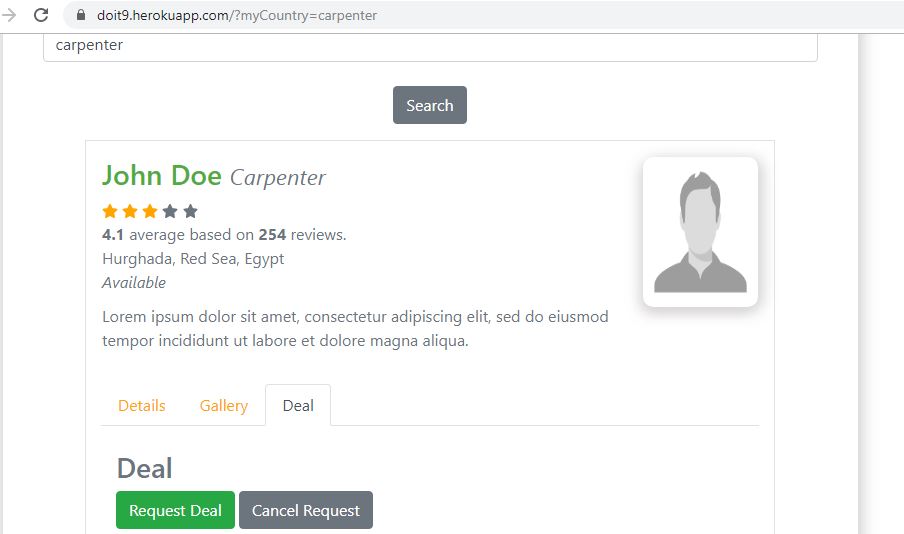 doit9.herokuapp.com/?myCountry=carpenter
carpenter
Search
John Doe Carpenter
4.1 average based on 254 reviews.
Hurghada, Red Sea, Egypt
Available
Lorem ipsum dolor sit amet, consectetur adipiscing elit, sed do eiusmod
tempor incididunt ut labore et dolore magna aliqua.
Details Gallery Deal
Deal
Request Deal Cancel Request